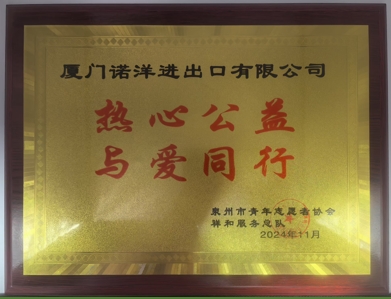 厦门诺洋进出口有限公司
热心公益
与爱同行
泉州市青年志愿者协会
祥和服务总队
2024年11月